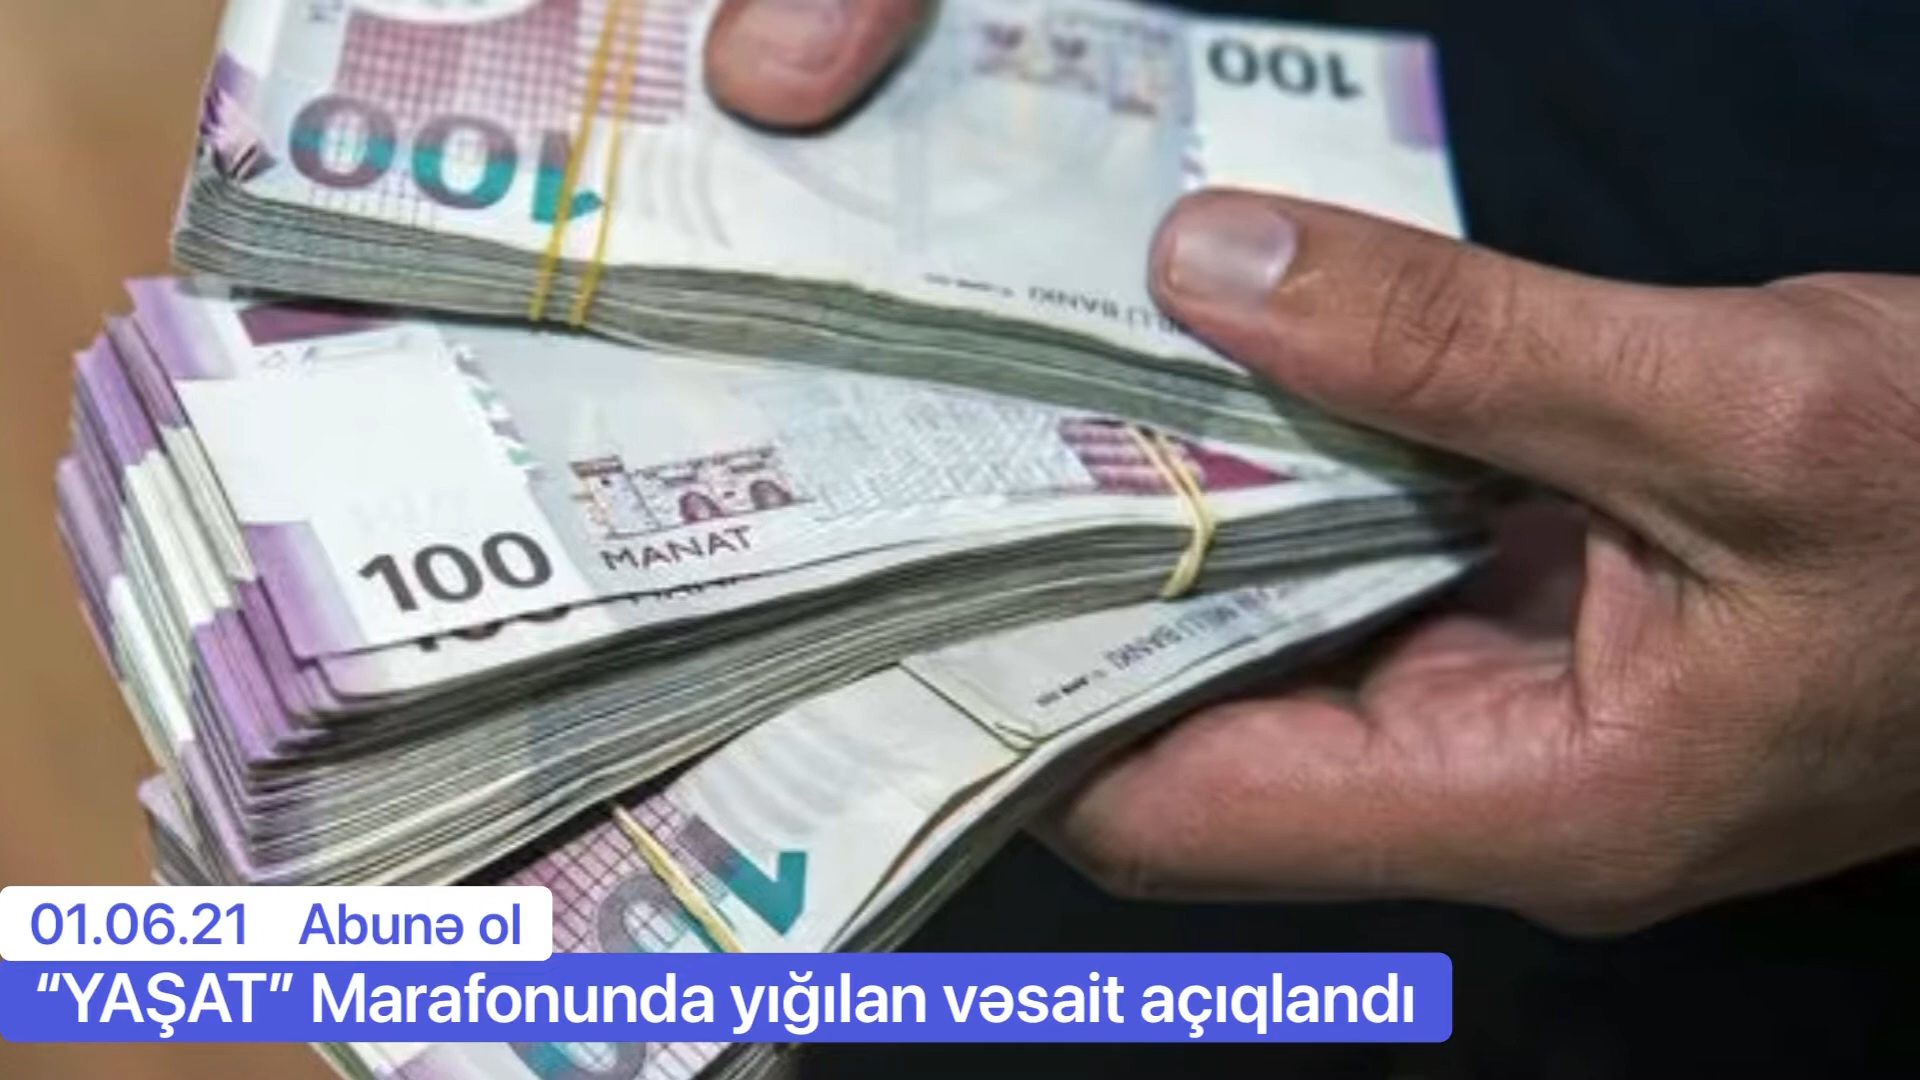 100
100
100
MANAT
01.06.21 Abunə ol
“YAŞAT” Marafonunda yığılan vəsait açıqlandı